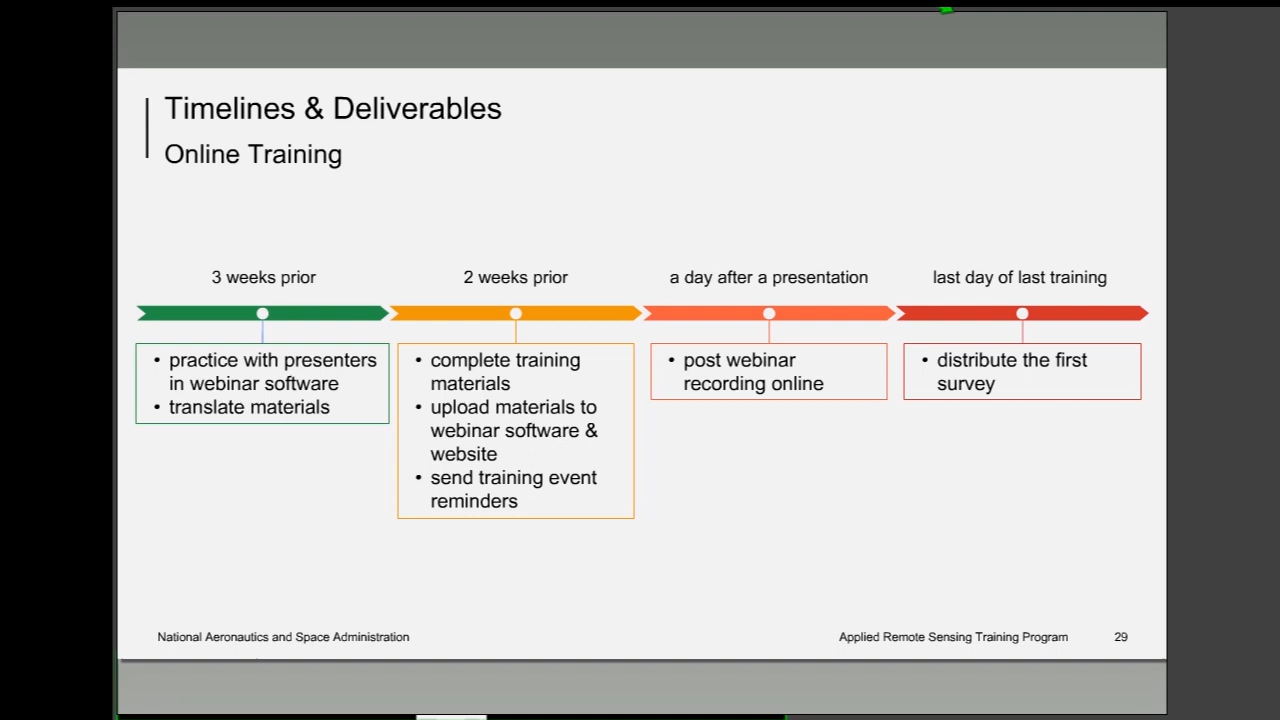 Timelines & Deliverables
Online Training
3 weeks prior
• practice with presenters
in webinar software
• translate materials
2 weeks prior
• complete training
materials
• upload materials to
webinar software &
website
• send training event
reminders
a day after a presentation
• post webinar
recording online
last day of last training
• distribute the first
survey
National Aeronautics and Space Administration
Applied Remote Sensing Training Program
29